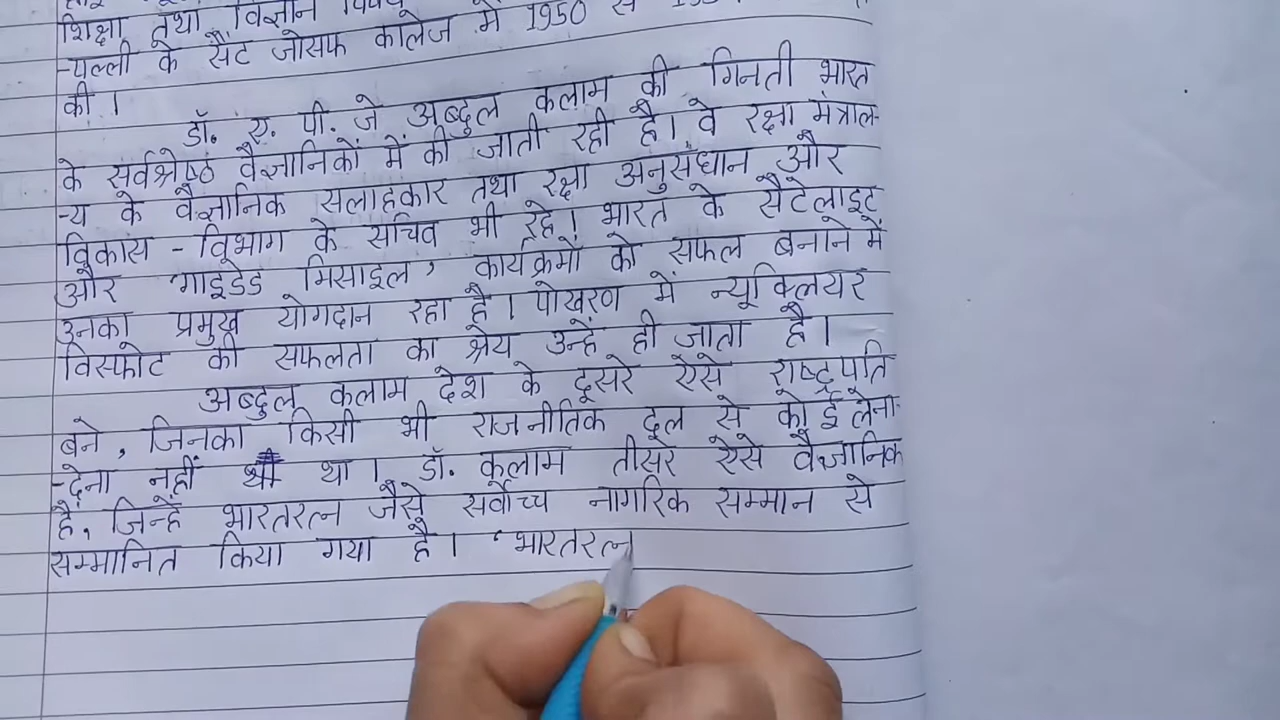 शिक्षा तथा विज्ञान
-पल्ली के सैंट जोसफ कालेज में 1950 से
की।
डॉ. ए. पी. जे अब्दुल कलाम की गिनती भारत
के सर्वश्रेष्ठ वैज्ञानिकों में की जाती रही है। वे रक्षा मंत्राल-
-य के वैज्ञानिक सलाहकार तथा रक्षा अनुसंधान और
विकास - विभाग के सचिव भी रहे। भारत के सैटेलाइट
और 'गाइडेड मिसाइल' कार्यक्रमों को सफल बनाने में
उनका प्रमुख योगदान रहा है। पोखरण में न्यूक्लियर
विस्फोट की सफलता का श्रेय उन्हें ही जाता है।
अब्दुल कलाम देश के दूसरे ऐसे राष्ट्रपति
बने, जिनका किसी भी राजनीतिक दल से कोई लेना-
-देना नहीं था। डॉ. कलाम तीसरे ऐसे वैज्ञानिक
है, जिन्हें भारतरत्न जैसे सर्वोच्च नागरिक सम्मान से
सम्मानित किया गया है। 'भारतरत्न